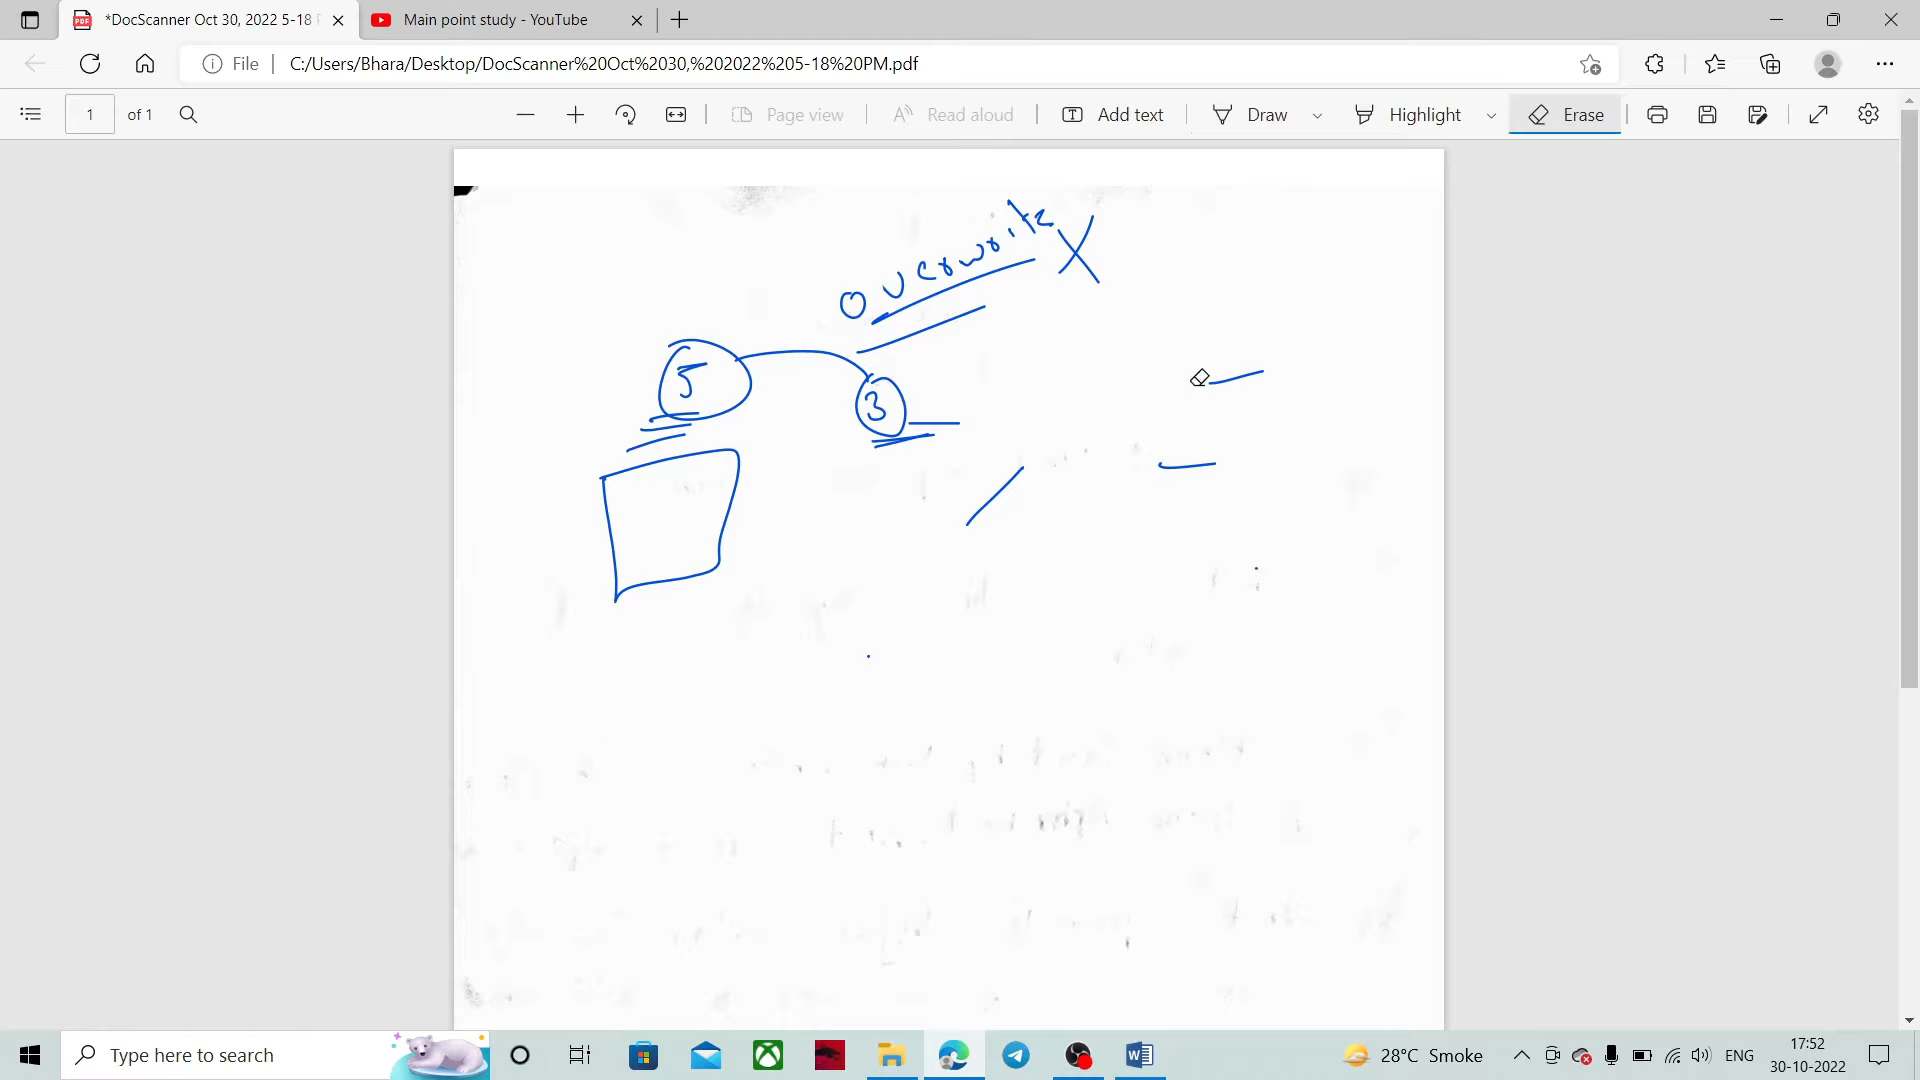 *DocScanner Oct 30, 2022 5-18 P
Main point study - YouTube
File
C:/Users/Bhara/Desktop/DocScanner%20Oct%2030,%202022%205-18%20PM.pdf
1 of 1
Page view
Read aloud
Add text
Draw
Highlight
Erase
overwrite X
5
3
Type here to search
28°C Smoke
ENG
17:52
30-10-2022